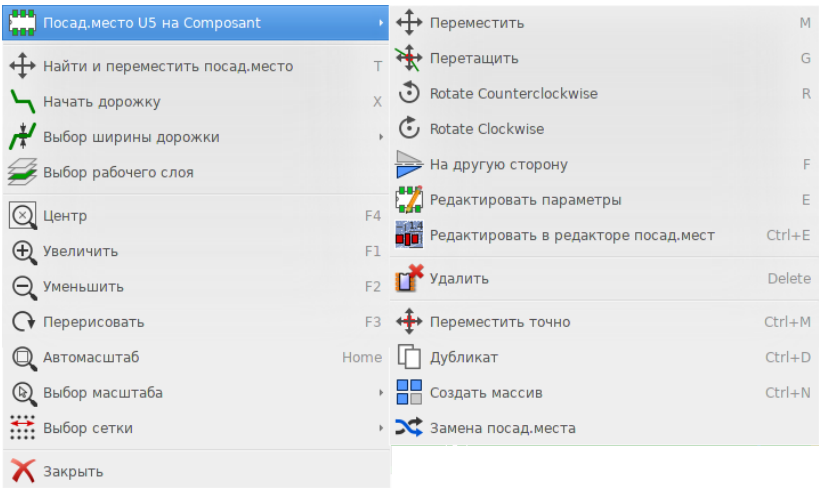 Посад.место U5 на Composant
Найти и переместить посад.место T
Начать дорожку X
Выбор ширины дорожки
Выбор рабочего слоя
Центр F4
Увеличить F1
Уменьшить F2
Перерисовать F3
Автомасштаб Home
Выбор масштаба
Выбор сетки
Закрыть
Переместить M
Перетащить G
Rotate Counterclockwise R
Rotate Clockwise
На другую сторону F
Редактировать параметры E
Редактировать в редакторе посад.мест Ctrl+E
Удалить Delete
Переместить точно Ctrl+M
Дубликат Ctrl+D
Создать массив Ctrl+N
Замена посад.места